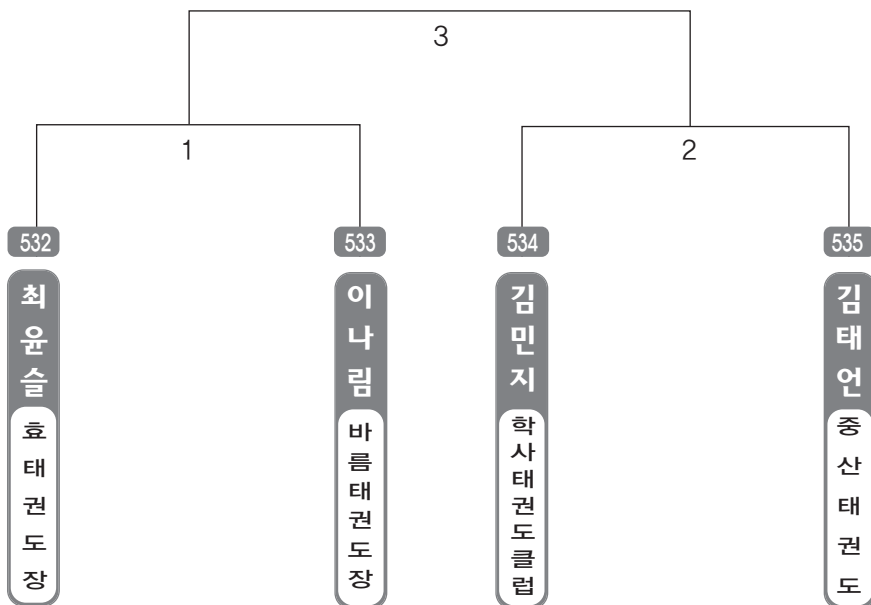 3
1
2
532
533
534
535
최윤슬
이나림
김민지
김태언
효태권도장
바름태권도장
학사태권도클럽
중산태권도